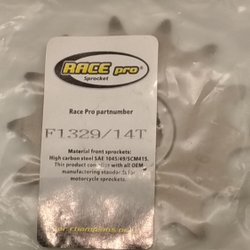 RACE pro
Sprocket
Race Pro partnumber
F1329/14T
Material front sprockets:
High carbon steel SAE 1045/49/SCM415.
This product complies with all OEM
manufacturing standards for
motorcycle sprockets.